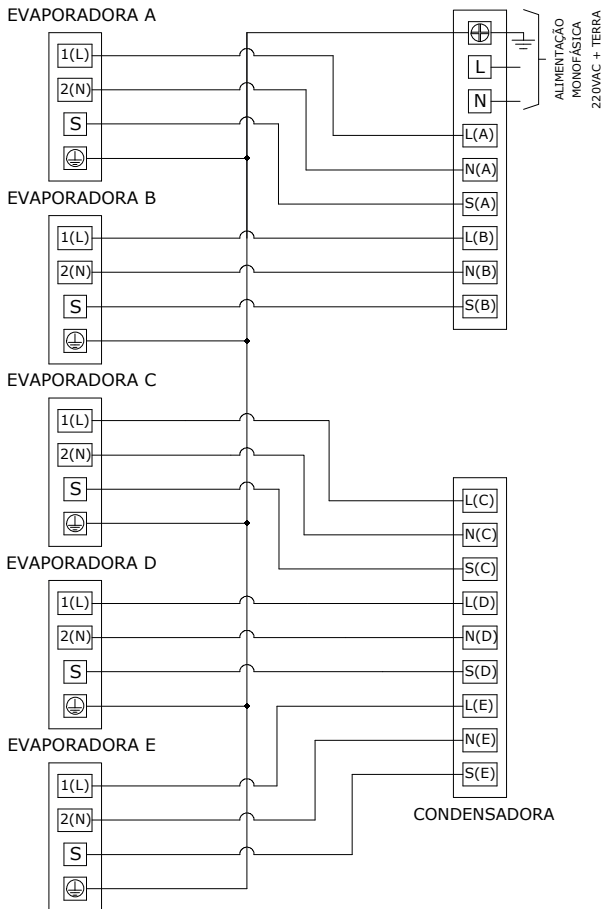 EVAPORADORA A
1(L)
2(N)
S
EVAPORADORA B
1(L)
2(N)
S
EVAPORADORA C
1(L)
2(N)
S
EVAPORADORA D
1(L)
2(N)
S
EVAPORADORA E
1(L)
2(N)
S
L
N
L(A)
N(A)
S(A)
L(B)
N(B)
S(B)
ALIMENTAÇÃO
MONOFÁSICA
220VAC + TERRA
L(C)
N(C)
S(C)
L(D)
N(D)
S(D)
L(E)
N(E)
S(E)
CONDENSADORA